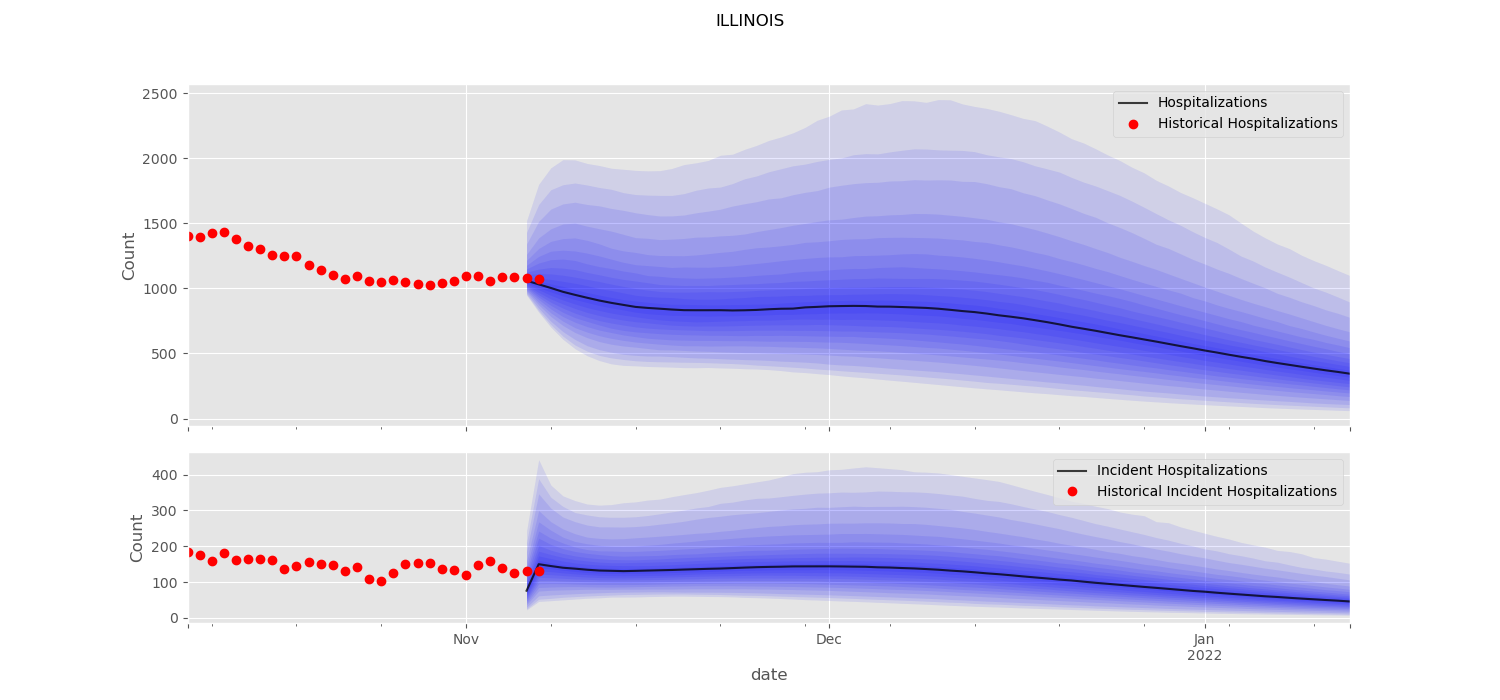 ILLINOIS
Hospitalizations
Historical Hospitalizations
Count
2500
2000
1500
1000
500
0
Incident Hospitalizations
Historical Incident Hospitalizations
Count
400
300
200
100
0
Nov
Dec
Jan
2022
date